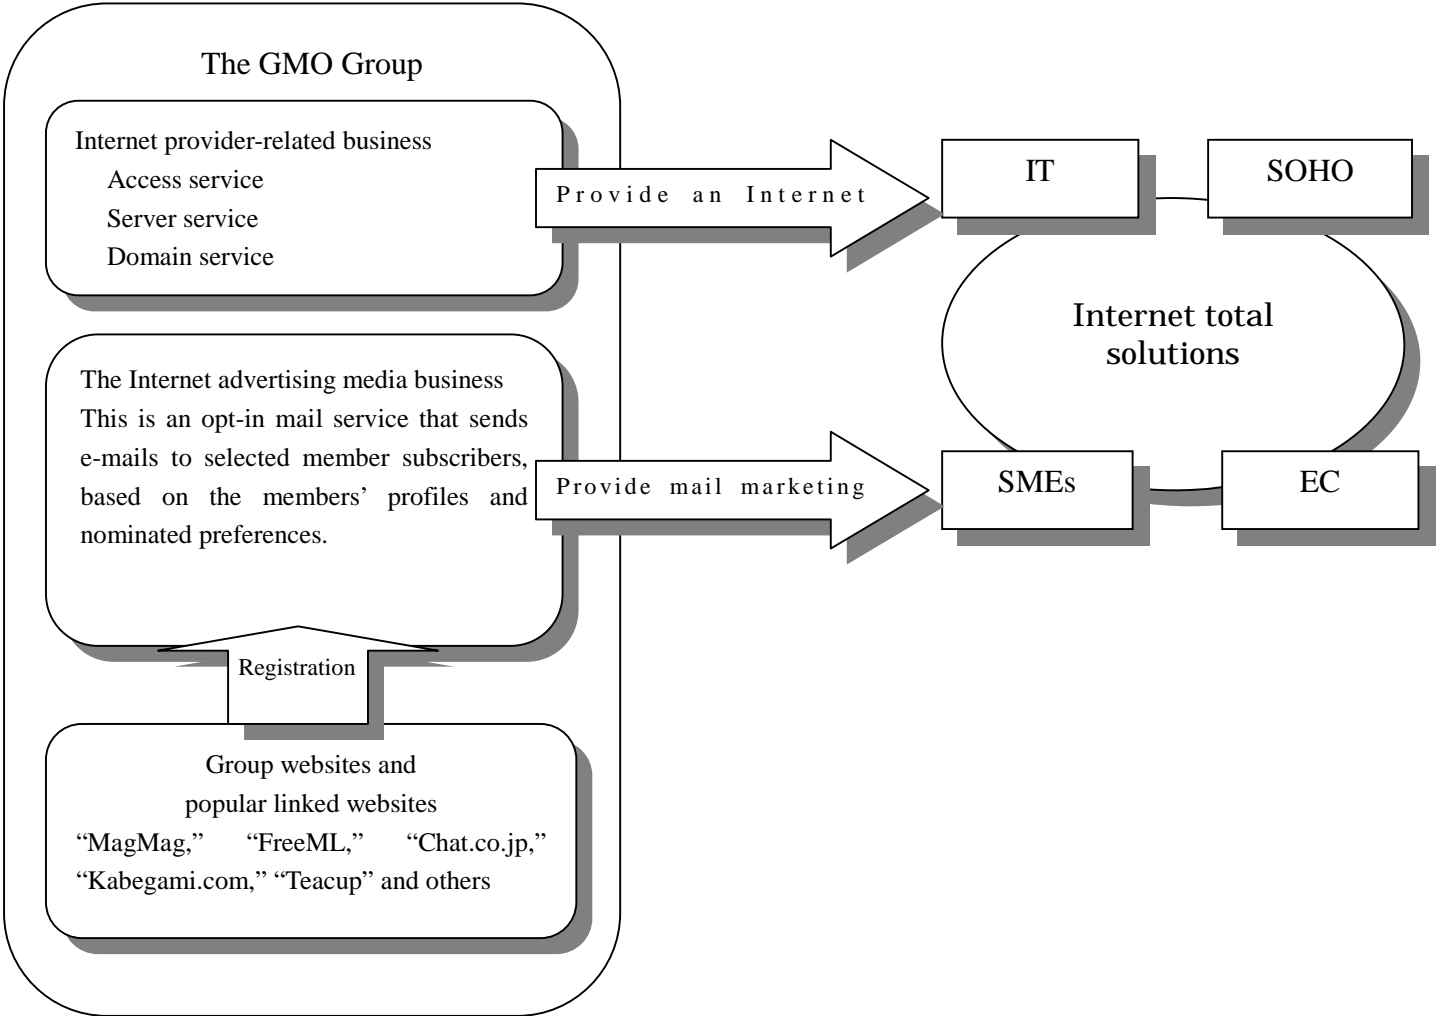 The GMO Group
Internet provider-related business
Access service
Server service
Domain service
Provide an Internet
The Internet advertising media business
This is an opt-in mail service that sends
e-mails to selected member subscribers,
based on the members’ profiles and
nominated preferences.
Provide mail marketing
Registration
Group websites and
popular linked websites
“MagMag,” “FreeML,” “Chat.co.jp,”
“Kabegami.com,” “Teacup” and others
IT
SOHO
Internet total
solutions
SMEs
EC